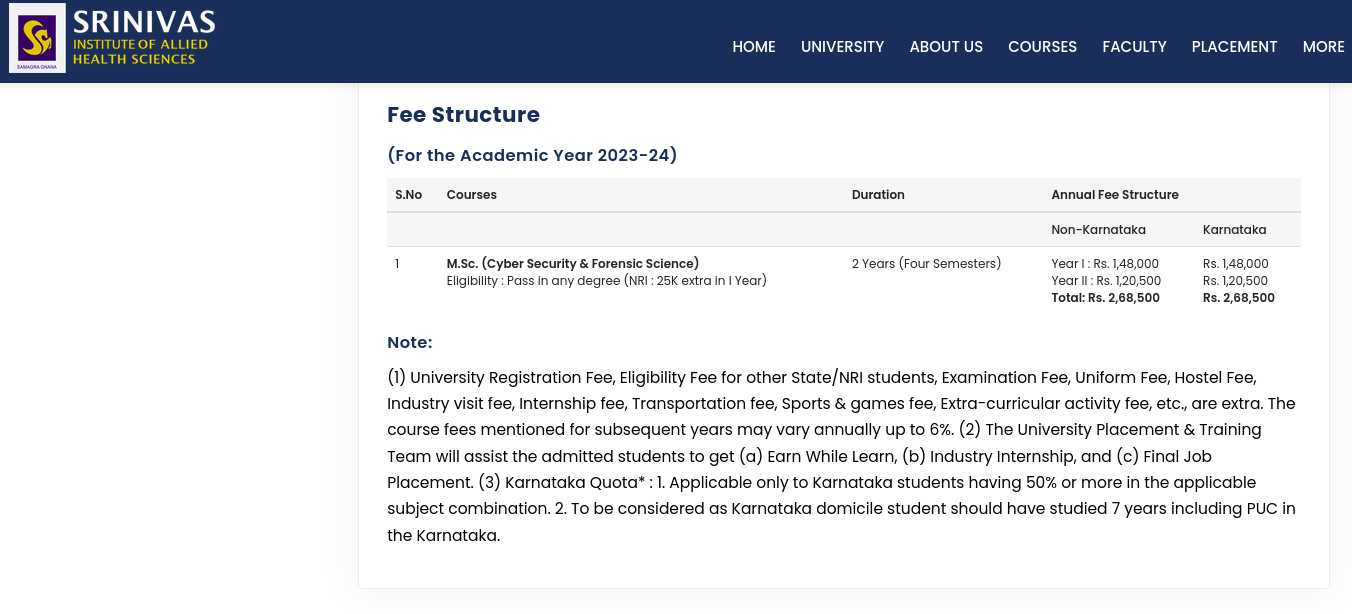 SRINIVAS
INSTITUTE OF ALLIED
HEALTH SCIENCES
SAMAGRA GNANA
HOME UNIVERSITY ABOUT US COURSES FACULTY PLACEMENT MORE
Fee Structure
(For the Academic Year 2023-24)
S.No Courses Duration Annual Fee Structure
Non-Karnataka Karnataka
1 M.Sc. (Cyber Security & Forensic Science) 2 Years (Four Semesters) Year I : Rs. 1,48,000 Rs. 1,48,000
Eligibility : Pass in any degree (NRI : 25K extra in I Year) Year II : Rs. 1,20,500 Rs. 1,20,500
Total: Rs. 2,68,500 Rs. 2,68,500
Note:
(1) University Registration Fee, Eligibility Fee for other State/NRI students, Examination Fee, Uniform Fee, Hostel Fee,
Industry visit fee, Internship fee, Transportation fee, Sports & games fee, Extra-curricular activity fee, etc., are extra. The
course fees mentioned for subsequent years may vary annually up to 6%. (2) The University Placement & Training
Team will assist the admitted students to get (a) Earn While Learn, (b) Industry Internship, and (c) Final Job
Placement. (3) Karnataka Quota* : 1. Applicable only to Karnataka students having 50% or more in the applicable
subject combination. 2. To be considered as Karnataka domicile student should have studied 7 years including PUC in
the Karnataka.